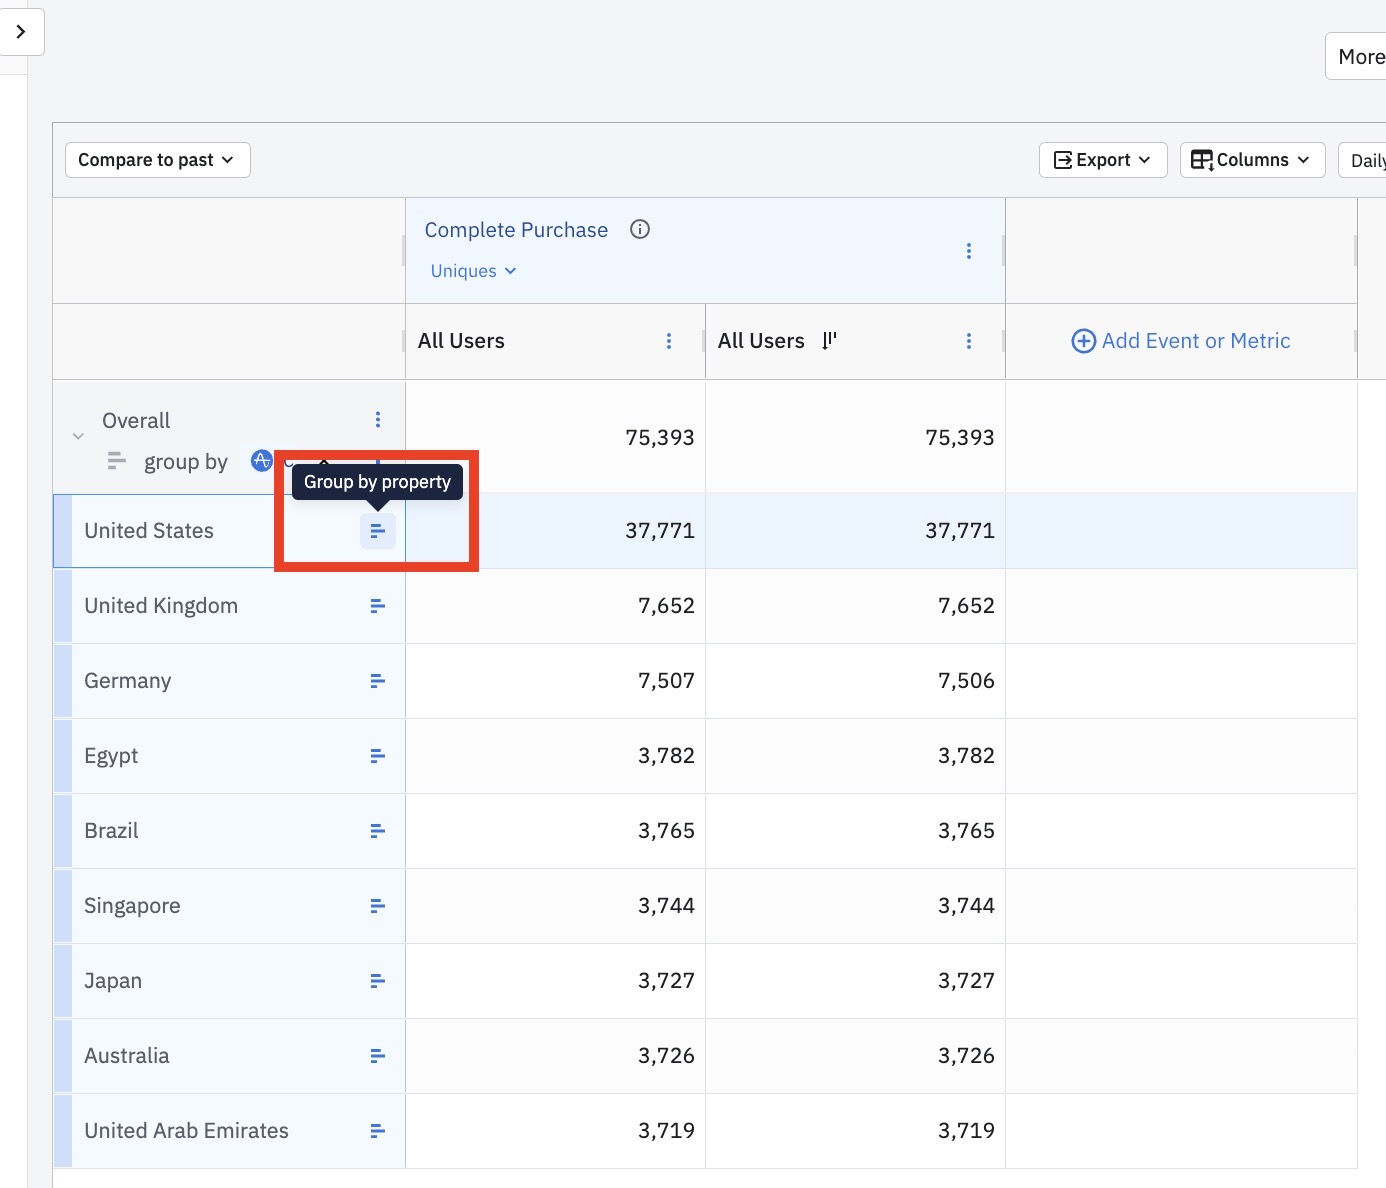 More
Compare to past
Export
Columns
Daily
Complete Purchase
Uniques
All Users
All Users
Add Event or Metric
Overall
75,393
75,393
group by
Group by property
United States
37,771
37,771
United Kingdom
7,652
7,652
Germany
7,507
7,506
Egypt
3,782
3,782
Brazil
3,765
3,765
Singapore
3,744
3,744
Japan
3,727
3,727
Australia
3,726
3,726
United Arab Emirates
3,719
3,719